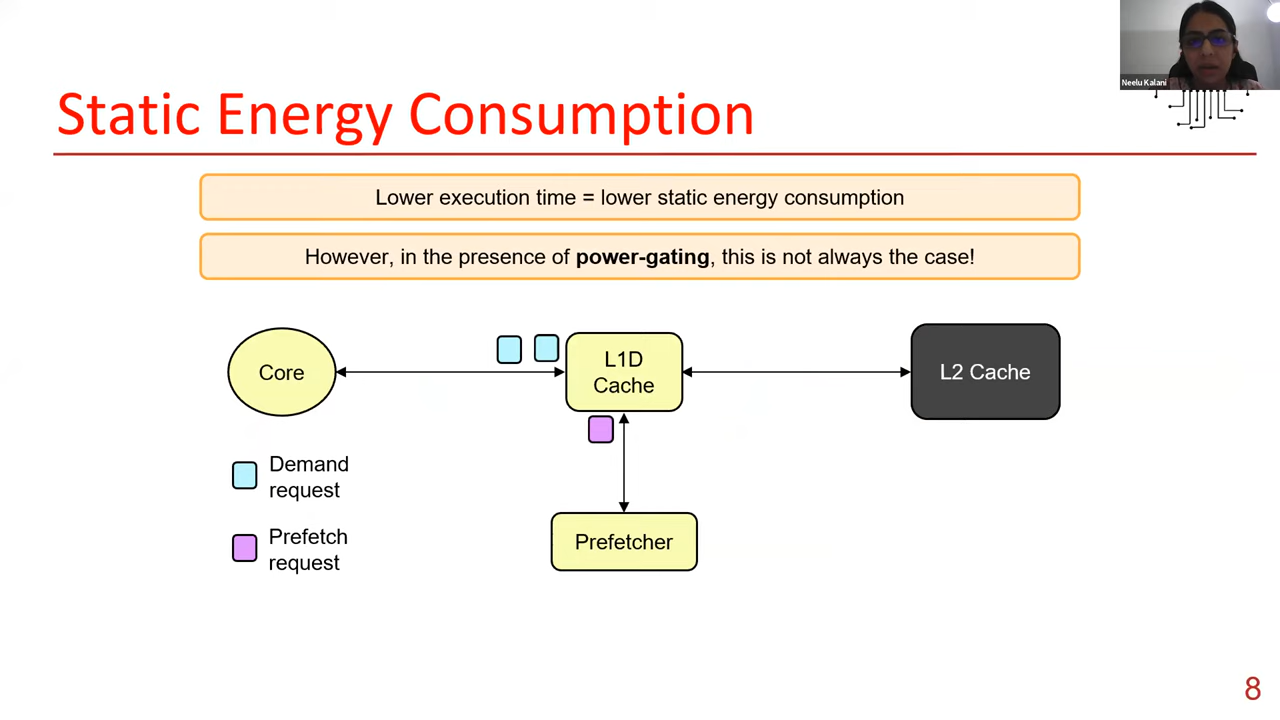 Neelu Kalani
Static Energy Consumption
Lower execution time = lower static energy consumption
However, in the presence of power-gating, this is not always the case!
Core
L1D
Cache
L2 Cache
Demand
request
Prefetch
request
Prefetcher
8